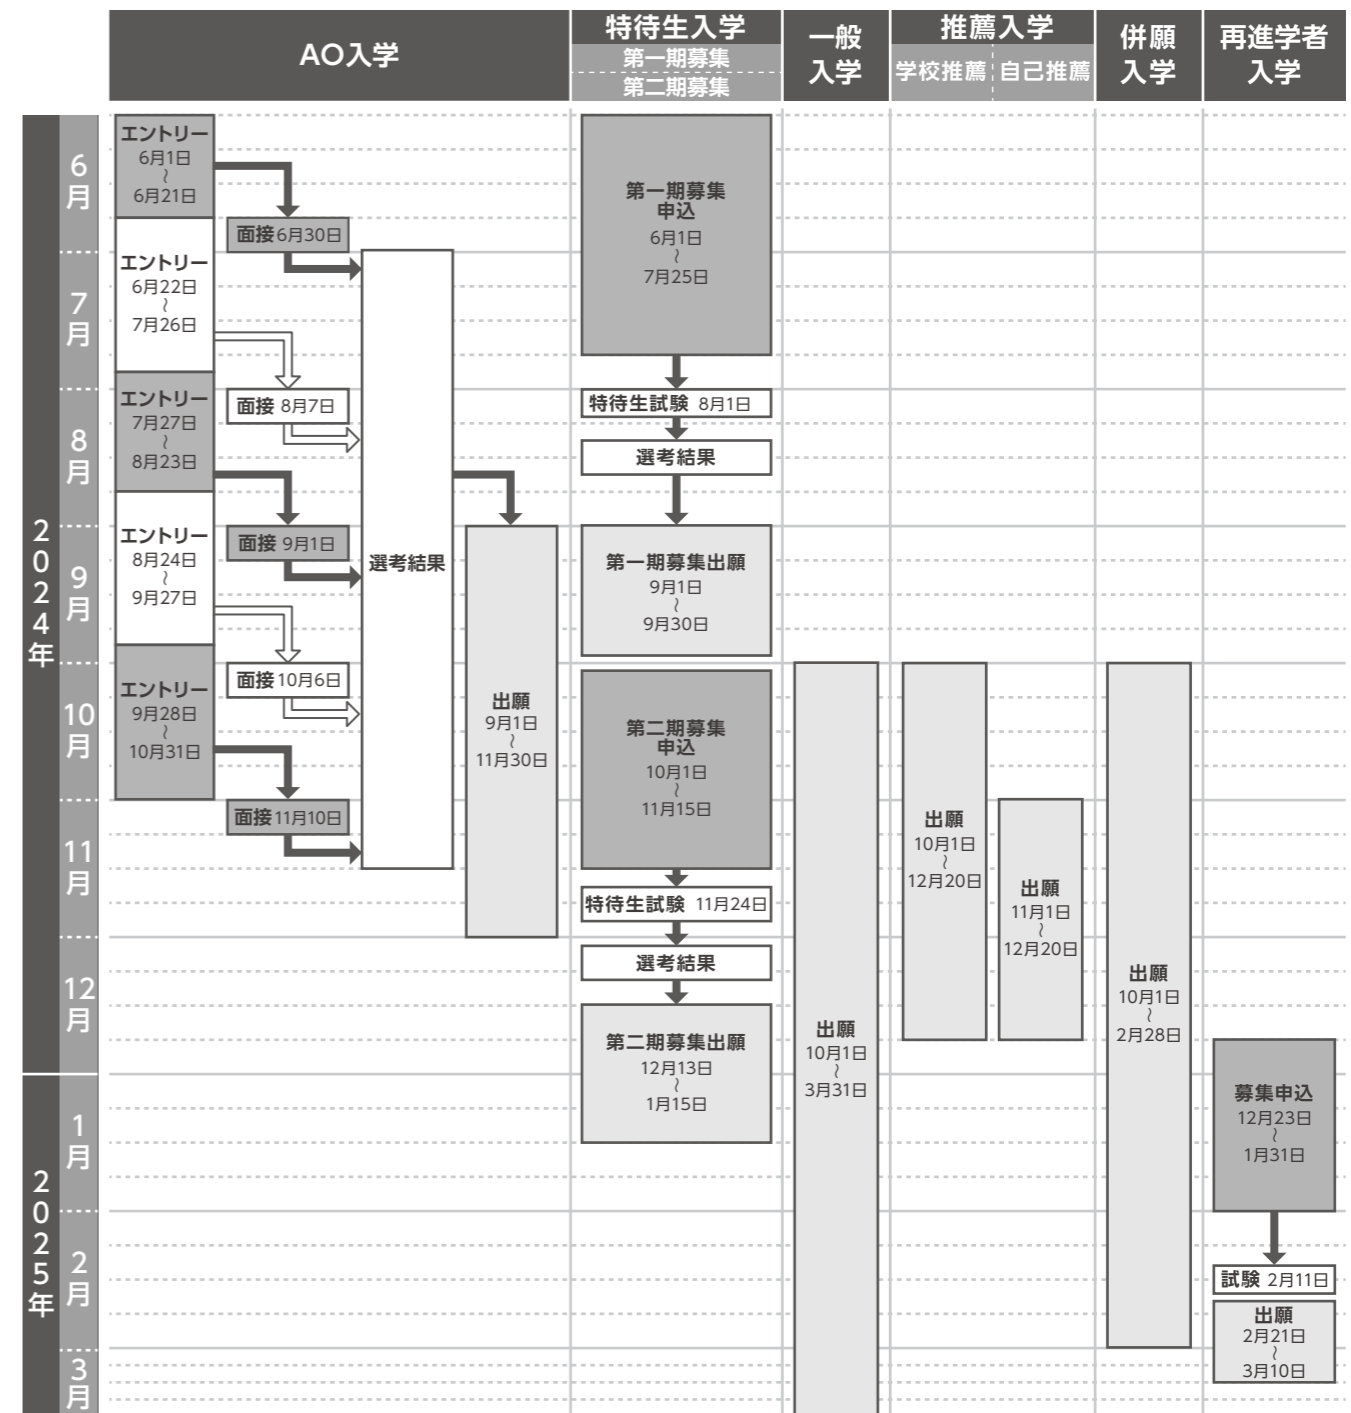 AO入学
特待生入学
第一期募集
第二期募集
一般
入学
推薦入学
学校推薦
自己推薦
併願
入学
再進学者
入学
2024年
6月
7月
8月
9月
10月
11月
12月
2025年
1月
2月
3月
エントリー
6月1日
〜
6月21日
面接 6月30日
エントリー
6月22日
〜
7月26日
面接 8月7日
エントリー
7月27日
〜
8月23日
面接 9月1日
エントリー
8月24日
〜
9月27日
面接 10月6日
エントリー
9月28日
〜
10月31日
面接 11月10日
選考結果
出願
9月1日
〜
11月30日
第一期募集
申込
6月1日
〜
7月25日
特待生試験 8月1日
選考結果
第一期募集出願
9月1日
〜
9月30日
第二期募集
申込
10月1日
〜
11月15日
特待生試験 11月24日
選考結果
第二期募集出願
12月13日
〜
1月15日
出願
10月1日
〜
3月31日
出願
10月1日
〜
12月20日
出願
11月1日
〜
12月20日
出願
10月1日
〜
2月28日
募集申込
12月23日
〜
1月31日
試験 2月11日
出願
2月21日
〜
3月10日